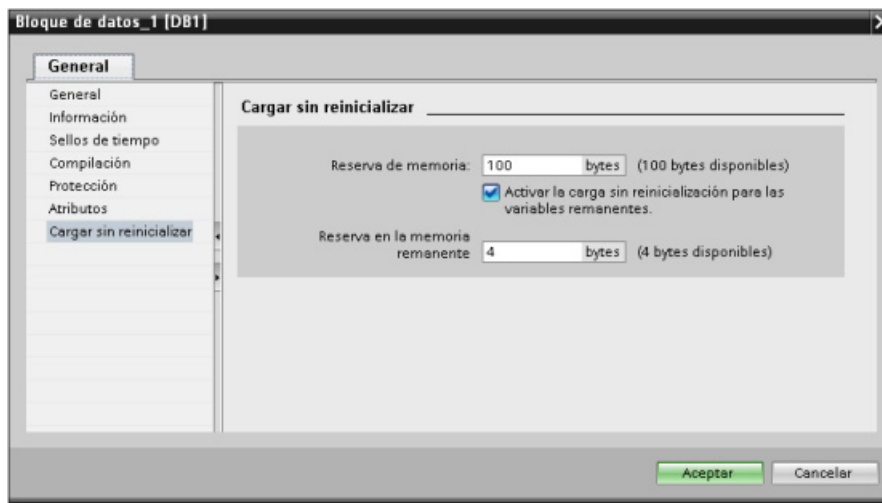 Bloque de datos_1 [DB1]
General
General
Información
Sellos de tiempo
Compilación
Protección
Atributos
Cargar sin reinicializar
Cargar sin reinicializar
Reserva de memoria: 100 bytes (100 bytes disponibles)
Activar la carga sin reinicialización para las
variables remanentes.
Reserva en la memoria
remanente 4 bytes (4 bytes disponibles)
Aceptar Cancelar